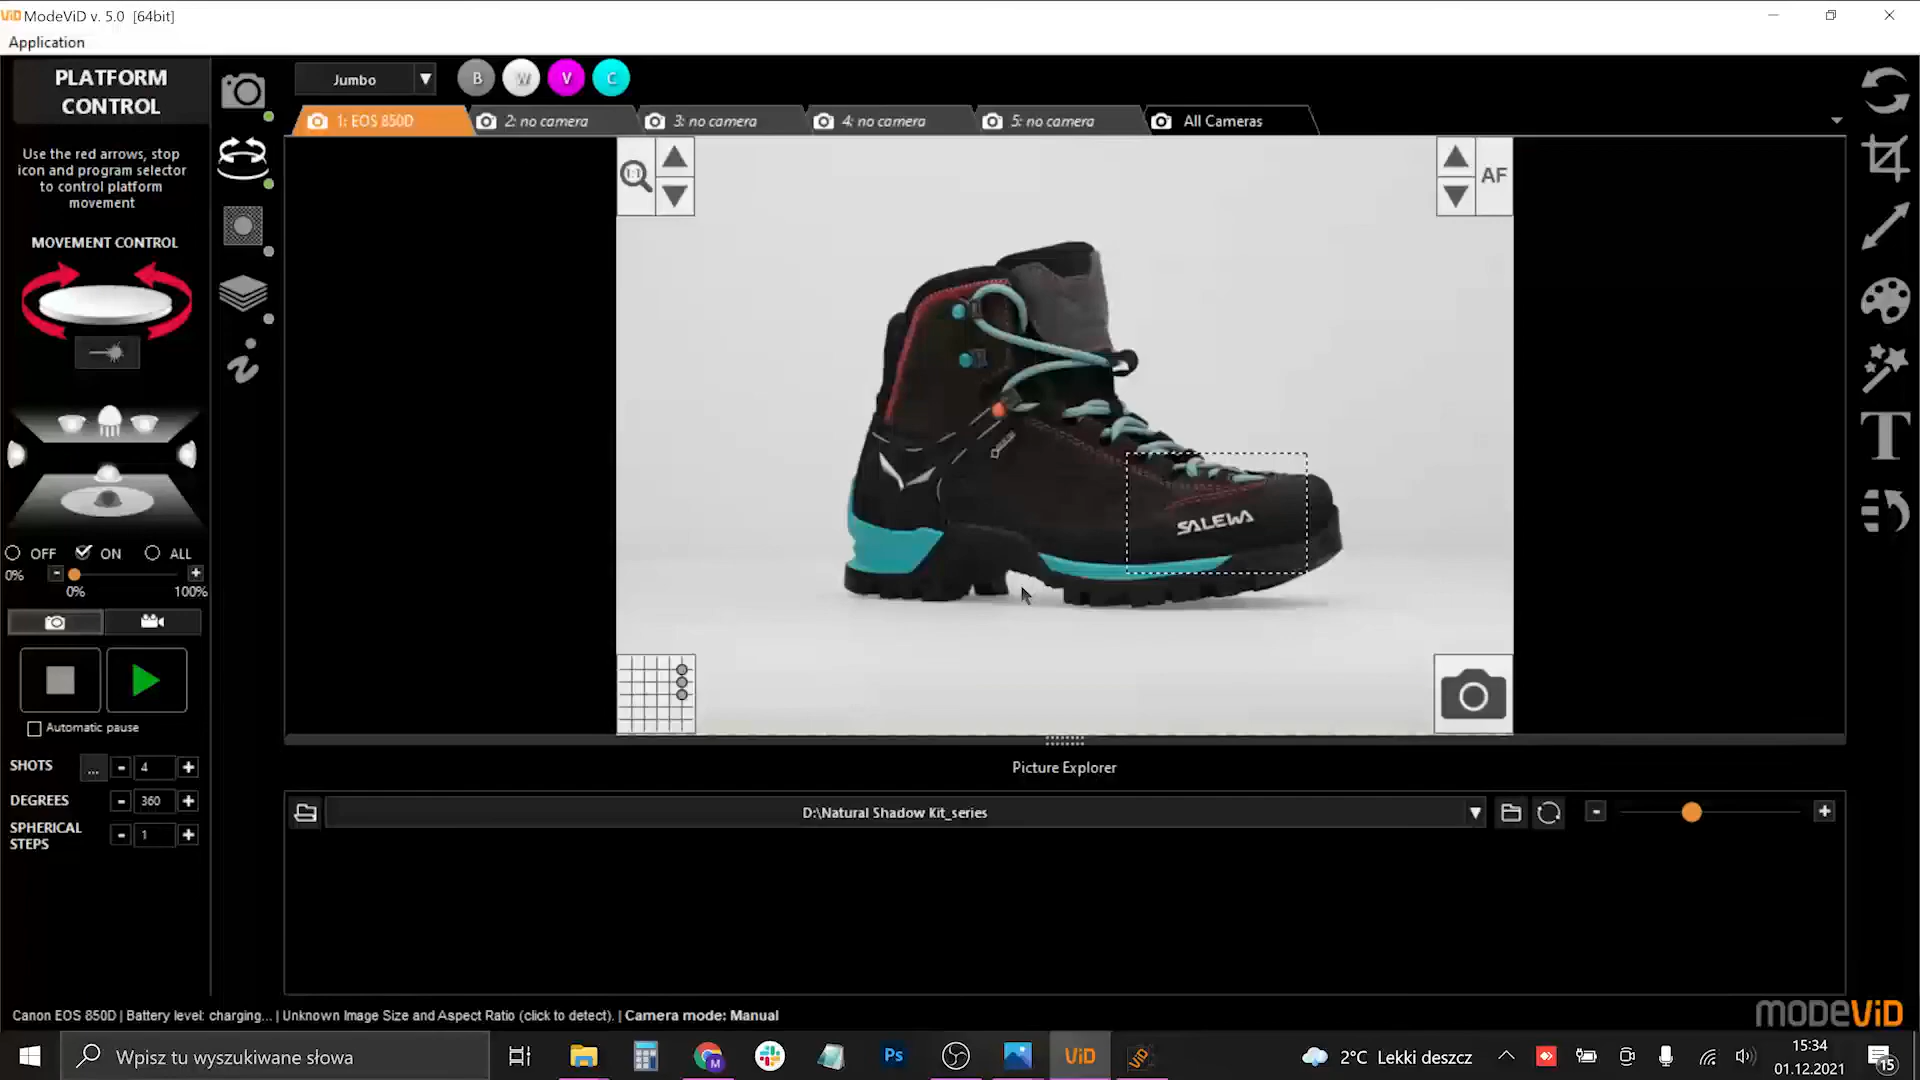 ViD ModeViD v. 5.0 [64bit]
Application
PLATFORM
CONTROL
Use the red arrows, stop
icon and program selector
to control platform
movement
MOVEMENT CONTROL
OFF ON ALL
0% - +
0% 100%
Automatic pause
SHOTS ... - 4 +
DEGREES - 360 +
SPHERICAL
STEPS - 1 +
Jumbo B W V C
1: EOS 850D 2: no camera 3: no camera 4: no camera 5: no camera All Cameras
1:1 AF
SALEWA
Picture Explorer
D:\Natural Shadow Kit_series - +
T
Canon EOS 850D | Battery level: charging... | Unknown Image Size and Aspect Ratio (click to detect). | Camera mode: Manual
modeViD
Wpisz tu wyszukiwane słowa M Ps ViD 2°C Lekki deszcz 15:34
01.12.2021 15